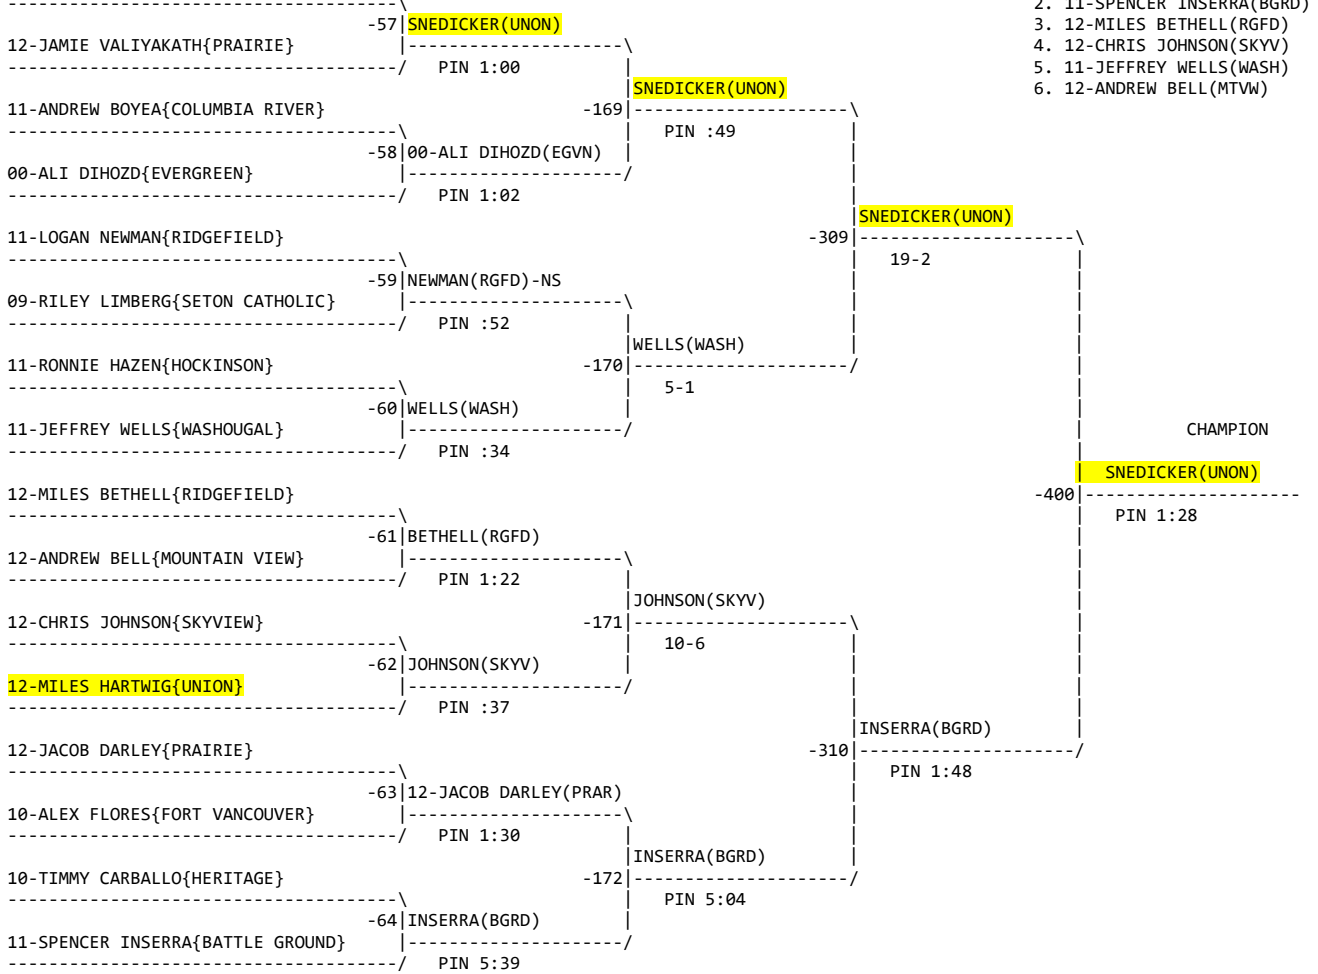 2. 11-SPENCER INSERRA(BGRD)
-57 SNEDICKER(UNON)
3. 12-MILES BETHELL(RGFD)
12-JAMIE VALIYAKATH{PRAIRIE}
4. 12-CHRIS JOHNSON(SKYV)
PIN 1:00
5. 11-JEFFREY WELLS(WASH)
SNEDICKER(UNON)
6. 12-ANDREW BELL(MTVW)
11-ANDREW BOYEA{COLUMBIA RIVER}
-169
PIN :49
-58 00-ALI DIHOZD(EGVN)
00-ALI DIHOZD{EVERGREEN}
PIN 1:02
SNEDICKER(UNON)
11-LOGAN NEWMAN{RIDGEFIELD}
-309
19-2
-59 NEWMAN(RGFD)-NS
09-RILEY LIMBERG{SETON CATHOLIC}
PIN :52
WELLS(WASH)
11-RONNIE HAZEN{HOCKINSON}
-170
5-1
-60 WELLS(WASH)
11-JEFFREY WELLS{WASHOUGAL}
CHAMPION
PIN :34
SNEDICKER(UNON)
12-MILES BETHELL{RIDGEFIELD}
-400
PIN 1:28
-61 BETHELL(RGFD)
12-ANDREW BELL{MOUNTAIN VIEW}
PIN 1:22
JOHNSON(SKYV)
12-CHRIS JOHNSON{SKYVIEW}
-171
10-6
-62 JOHNSON(SKYV)
12-MILES HARTWIG{UNION}
PIN :37
INSERRA(BGRD)
12-JACOB DARLEY{PRAIRIE}
-310
PIN 1:48
-63 12-JACOB DARLEY(PRAR)
10-ALEX FLORES{FORT VANCOUVER}
PIN 1:30
INSERRA(BGRD)
10-TIMMY CARBALLO{HERITAGE}
-172
PIN 5:04
-64 INSERRA(BGRD)
11-SPENCER INSERRA{BATTLE GROUND}
PIN 5:39